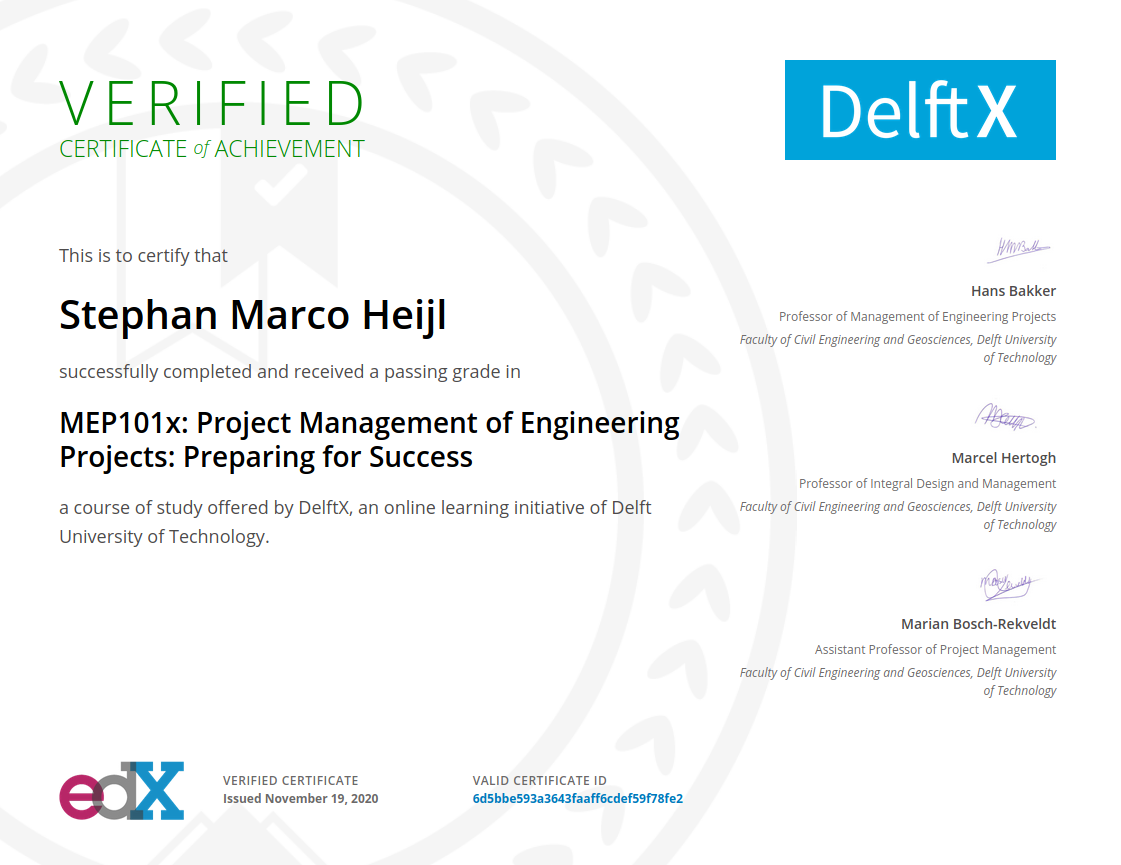 VERIFIED
CERTIFICATE of ACHIEVEMENT
DelftX
This is to certify that
Stephan Marco Heijl
successfully completed and received a passing grade in
MEP101x: Project Management of Engineering
Projects: Preparing for Success
a course of study offered by DelftX, an online learning initiative of Delft
University of Technology.
Hans Bakker
Professor of Management of Engineering Projects
Faculty of Civil Engineering and Geosciences, Delft University
of Technology
Marcel Hertogh
Professor of Integral Design and Management
Faculty of Civil Engineering and Geosciences, Delft University
of Technology
Marian Bosch-Rekveldt
Assistant Professor of Project Management
Faculty of Civil Engineering and Geosciences, Delft University
of Technology
edX
VERIFIED CERTIFICATE
Issued November 19, 2020
VALID CERTIFICATE ID
6d5bbe593a3643faaff6cdef59f78fe2